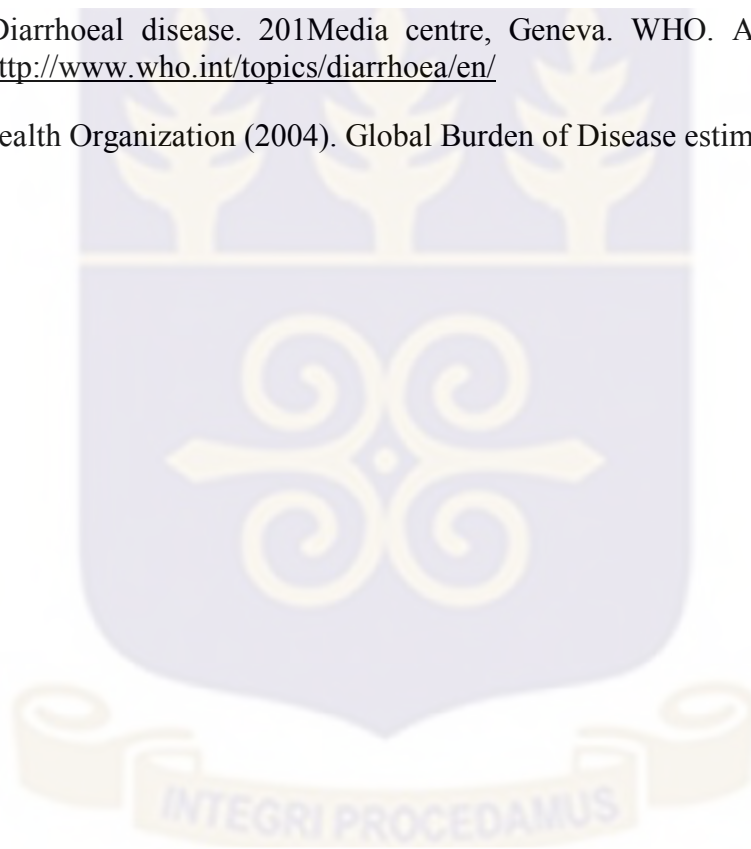 Diarrhoeal disease. 201Media centre, Geneva. WHO. A
ttp://www.who.int/topics/diarrhoea/en/
ealth Organization (2004). Global Burden of Disease estim
INTEGRI PROCEDAMUS